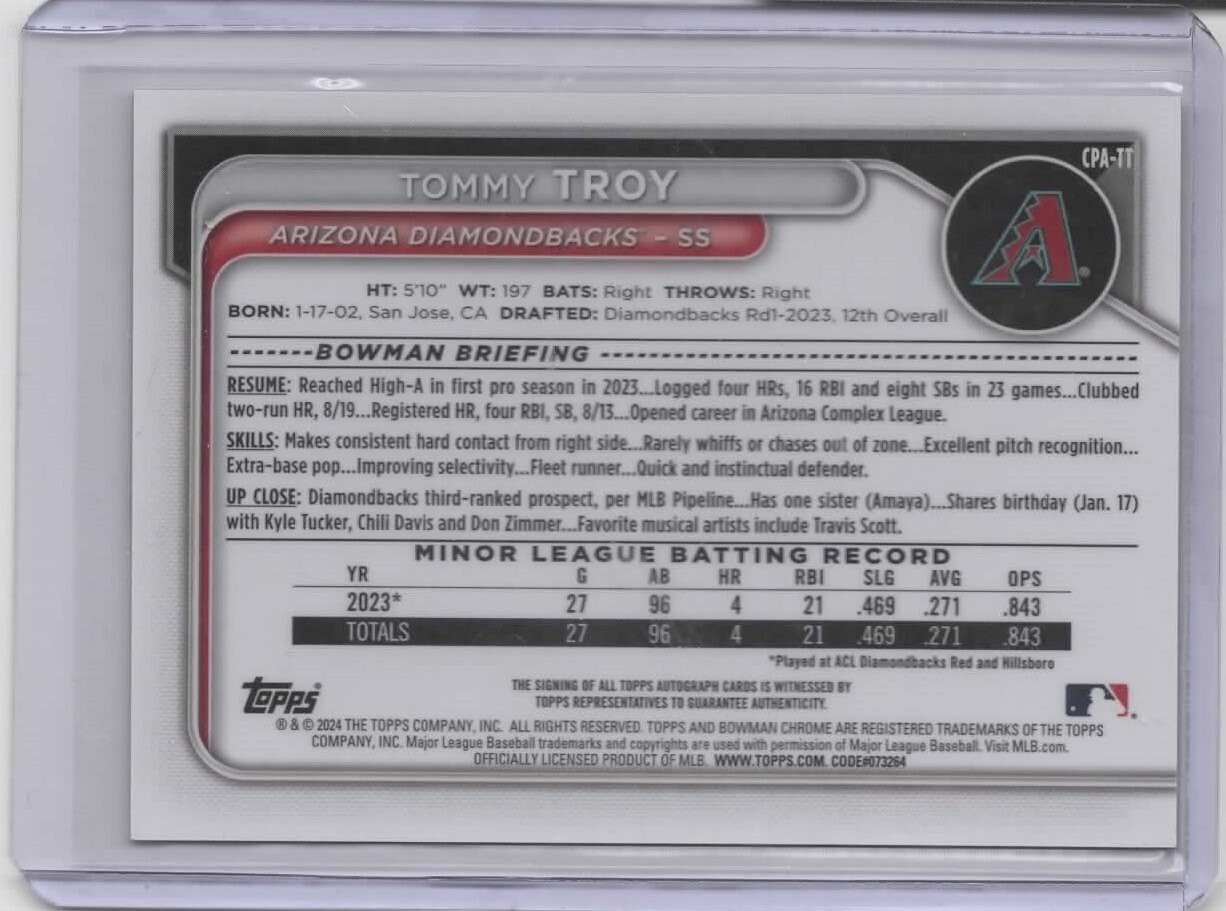 CPA-TT
TOMMY TROY
ARIZONA DIAMONDBACKS – SS
HT: 5'10" WT: 197 BATS: Right THROWS: Right
BORN: 1-17-02, San Jose, CA DRAFTED: Diamondbacks Rd1-2023, 12th Overall
BOWMAN BRIEFING
RESUME: Reached High-A in first pro season in 2023...Logged four HRs, 16 RBI and eight SBs in 23 games...Clubbed
two-run HR, 8/19...Registered HR, four RBI, SB, 8/13...Opened career in Arizona Complex League.
SKILLS: Makes consistent hard contact from right side...Rarely whiffs or chases out of zone...Excellent pitch recognition...
Extra-base pop...Improving selectivity...Fleet runner...Quick and instinctual defender.
UP CLOSE: Diamondbacks third-ranked prospect, per MLB Pipeline...Has one sister (Amaya)...Shares birthday (Jan. 17)
with Kyle Tucker, Chili Davis and Don Zimmer...Favorite musical artists include Travis Scott.
MINOR LEAGUE BATTING RECORD
YR G AB HR RBI SLG AVG OPS
2023* 27 96 4 21 .469 .271 .843
TOTALS 27 96 4 21 .469 .271 .843
*Played at ACL Diamondbacks Red and Hillsboro
Topps®
THE SIGNING OF ALL TOPPS AUTOGRAPH CARDS IS WITNESSED BY
TOPPS REPRESENTATIVES TO GUARANTEE AUTHENTICITY.
® & © 2024 THE TOPPS COMPANY, INC. ALL RIGHTS RESERVED. TOPPS AND BOWMAN CHROME ARE REGISTERED TRADEMARKS OF THE TOPPS
COMPANY, INC. Major League Baseball trademarks and copyrights are used with permission of Major League Baseball. Visit MLB.com.
OFFICIALLY LICENSED PRODUCT OF MLB. WWW.TOPPS.COM. CODE#073264